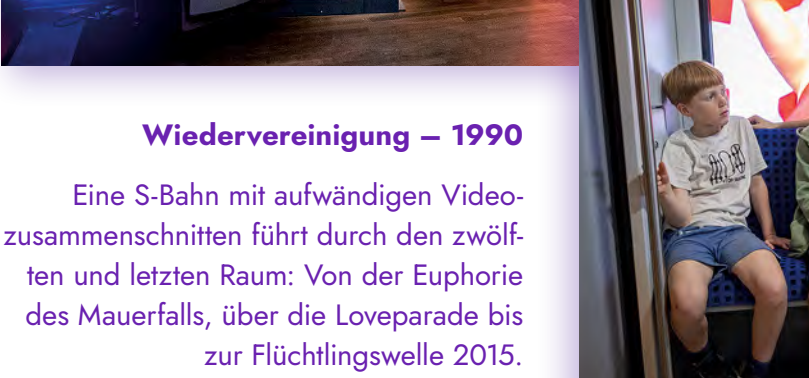 Wiedervereinigung – 1990
Eine S-Bahn mit aufwändigen Video-
zusammenschnitten führt durch den zwölf-
ten und letzten Raum: Von der Euphorie
des Mauerfalls, über die Loveparade bis
zur Flüchtlingswelle 2015.